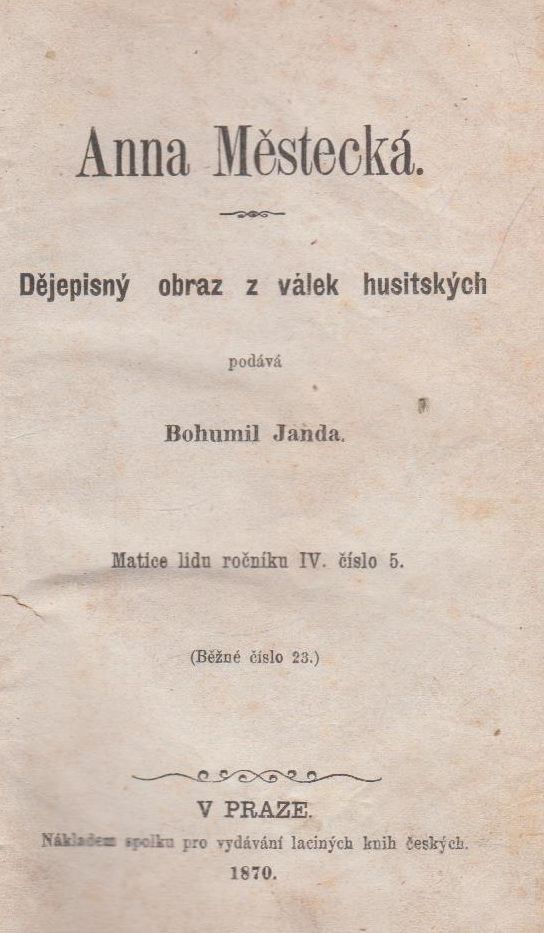 Anna Městecká.
Dějepisný obraz z válek husitských
podává
Bohumil Janda.
Matice lidu ročníku IV. číslo 5.
(Běžné číslo 23.)
V PRAZE.
Nákladem spolku pro vydávání laciných knih českých.
1870.